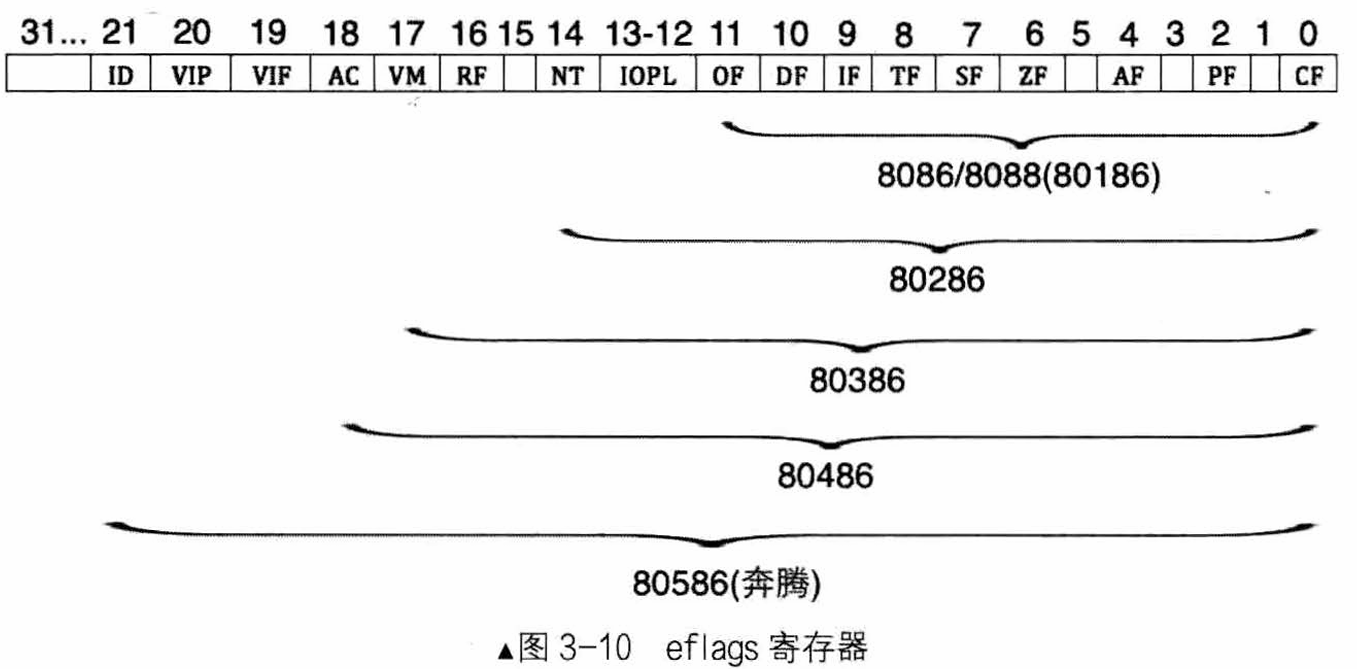 31... 21 20 19 18 17 16 15 14 13-12 11 10 9 8 7 6 5 4 3 2 1 0
ID VIP VIF AC VM RF NT IOPL OF DF IF TF SF ZF AF PF CF
8086/8088(80186)
80286
80386
80486
80586(奔腾)
▲图 3-10 eflags 寄存器